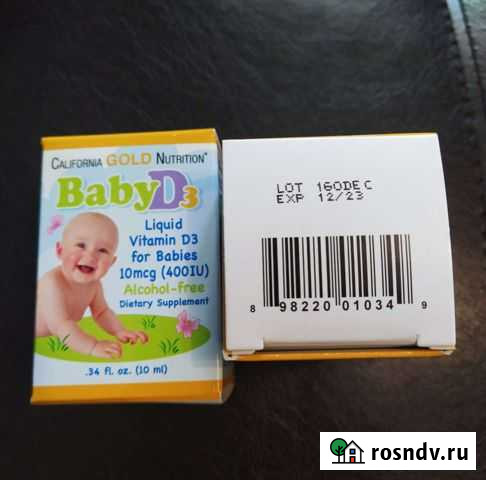 CALIFORNIA GOLD NUTRITION
BabyD3
Liquid
Vitamin D3
for Babies
10mcg (400IU)
Alcohol-free
Dietary Supplement
.34 fl. oz. (10 ml)
LOT 160DEC
EXP 12/23
8 98220 01034 9
rosndv.ru